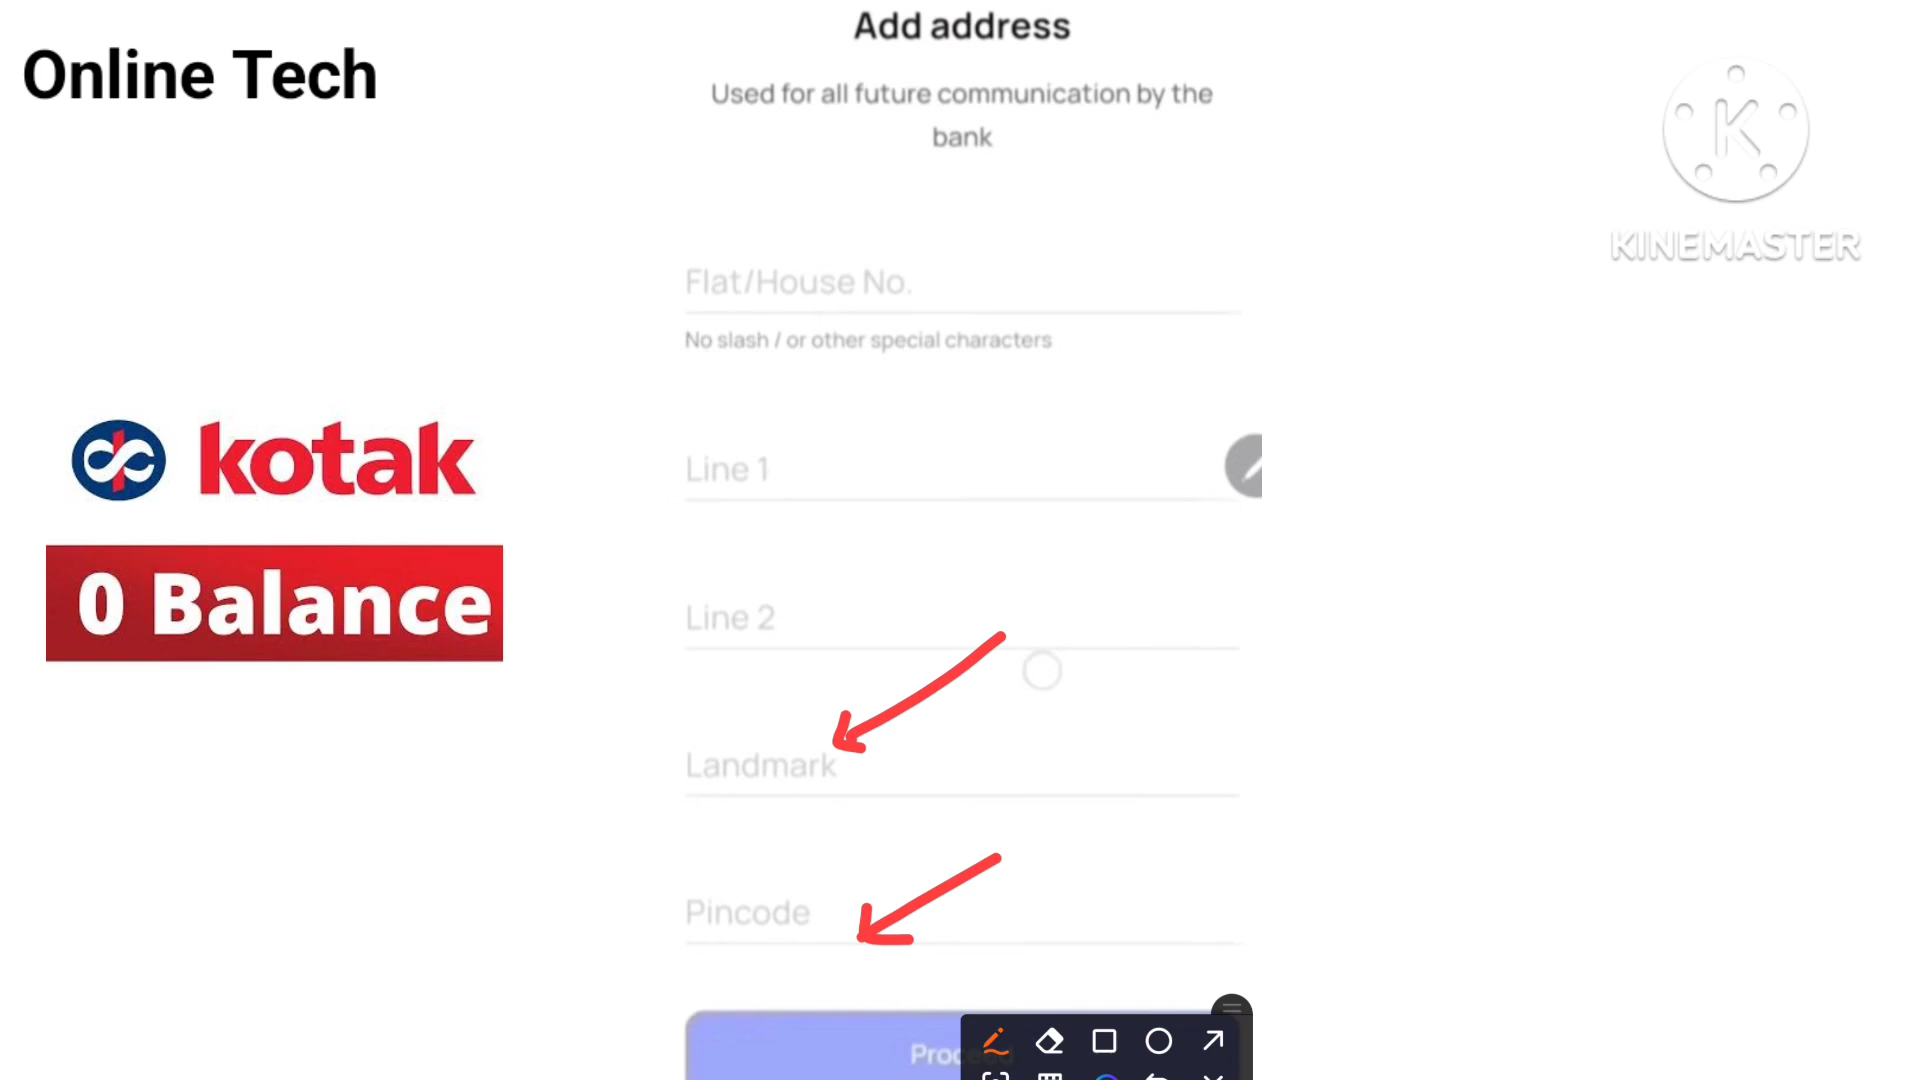 Online Tech
kotak
0 Balance
Add address
Used for all future communication by the
bank
Flat/House No.
No slash / or other special characters
Line 1
Line 2
Landmark
Pincode
Proceed
K
KINEMASTER